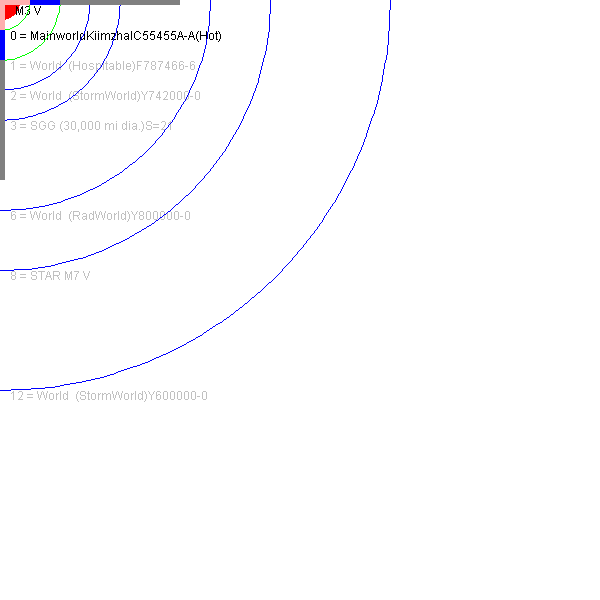 M3 V
0 = MainworldKiimzhalC55455A-A(Hot)
1 = World (Hospitable)F787466-6
2 = World (StormWorld)Y742000-0
3 = SGG (30,000 mi dia.)S=21
6 = World (RadWorld)Y800000-0
8 = STAR M7 V
12 = World (StormWorld)Y600000-0